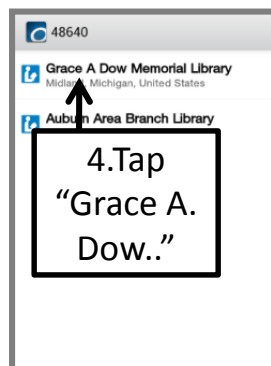 48640
Grace A Dow Memorial Library
Midland, Michigan, United States
Auburn Area Branch Library
4.Tap
“Grace A.
Dow..”